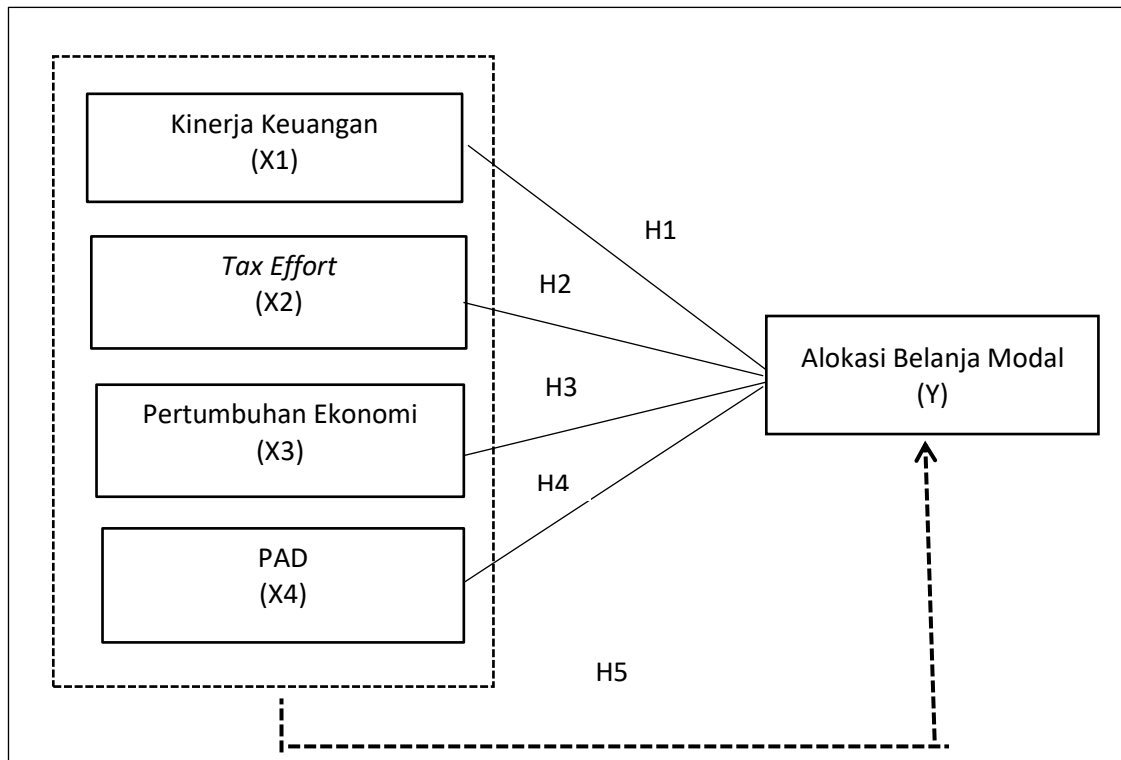 Kinerja Keuangan
(X1)
H1
Tax Effort
(X2)
H2
Alokasi Belanja Modal
(Y)
Pertumbuhan Ekonomi
(X3)
H3
H4
PAD
(X4)
H5